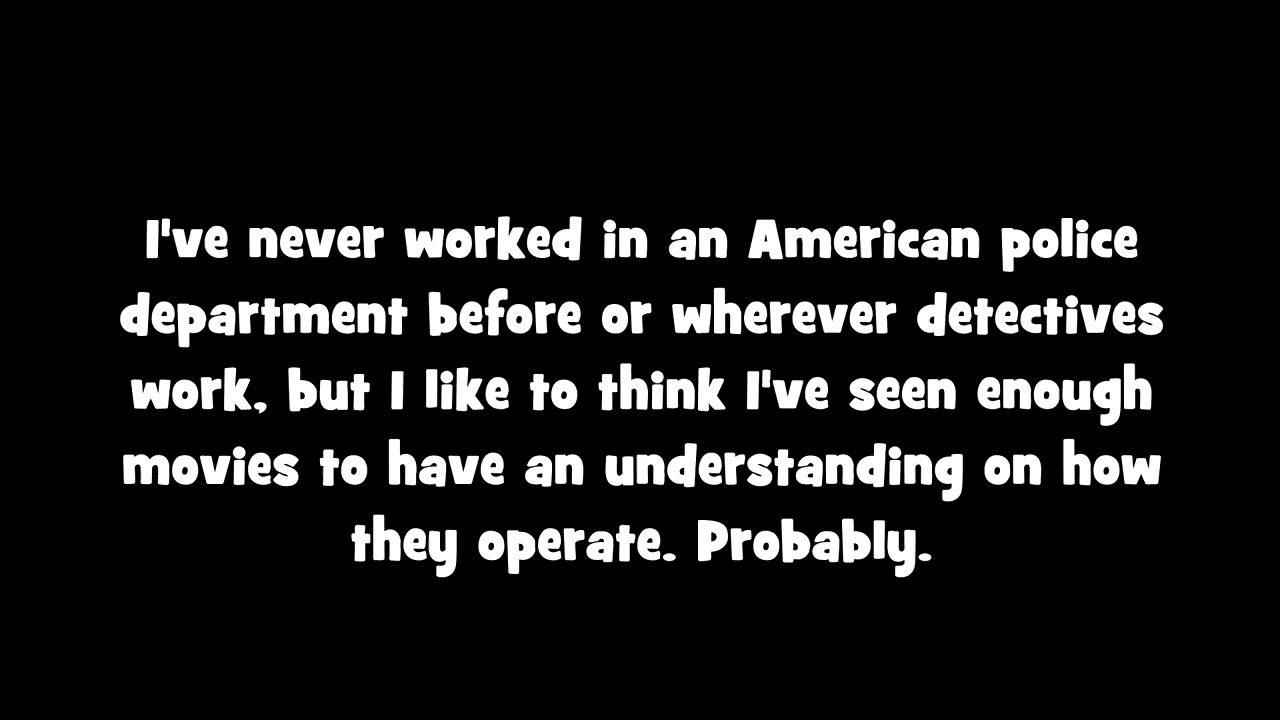 I've never worked in an American police
department before or wherever detectives
work, but I like to think I've seen enough
movies to have an understanding on how
they operate. Probably.